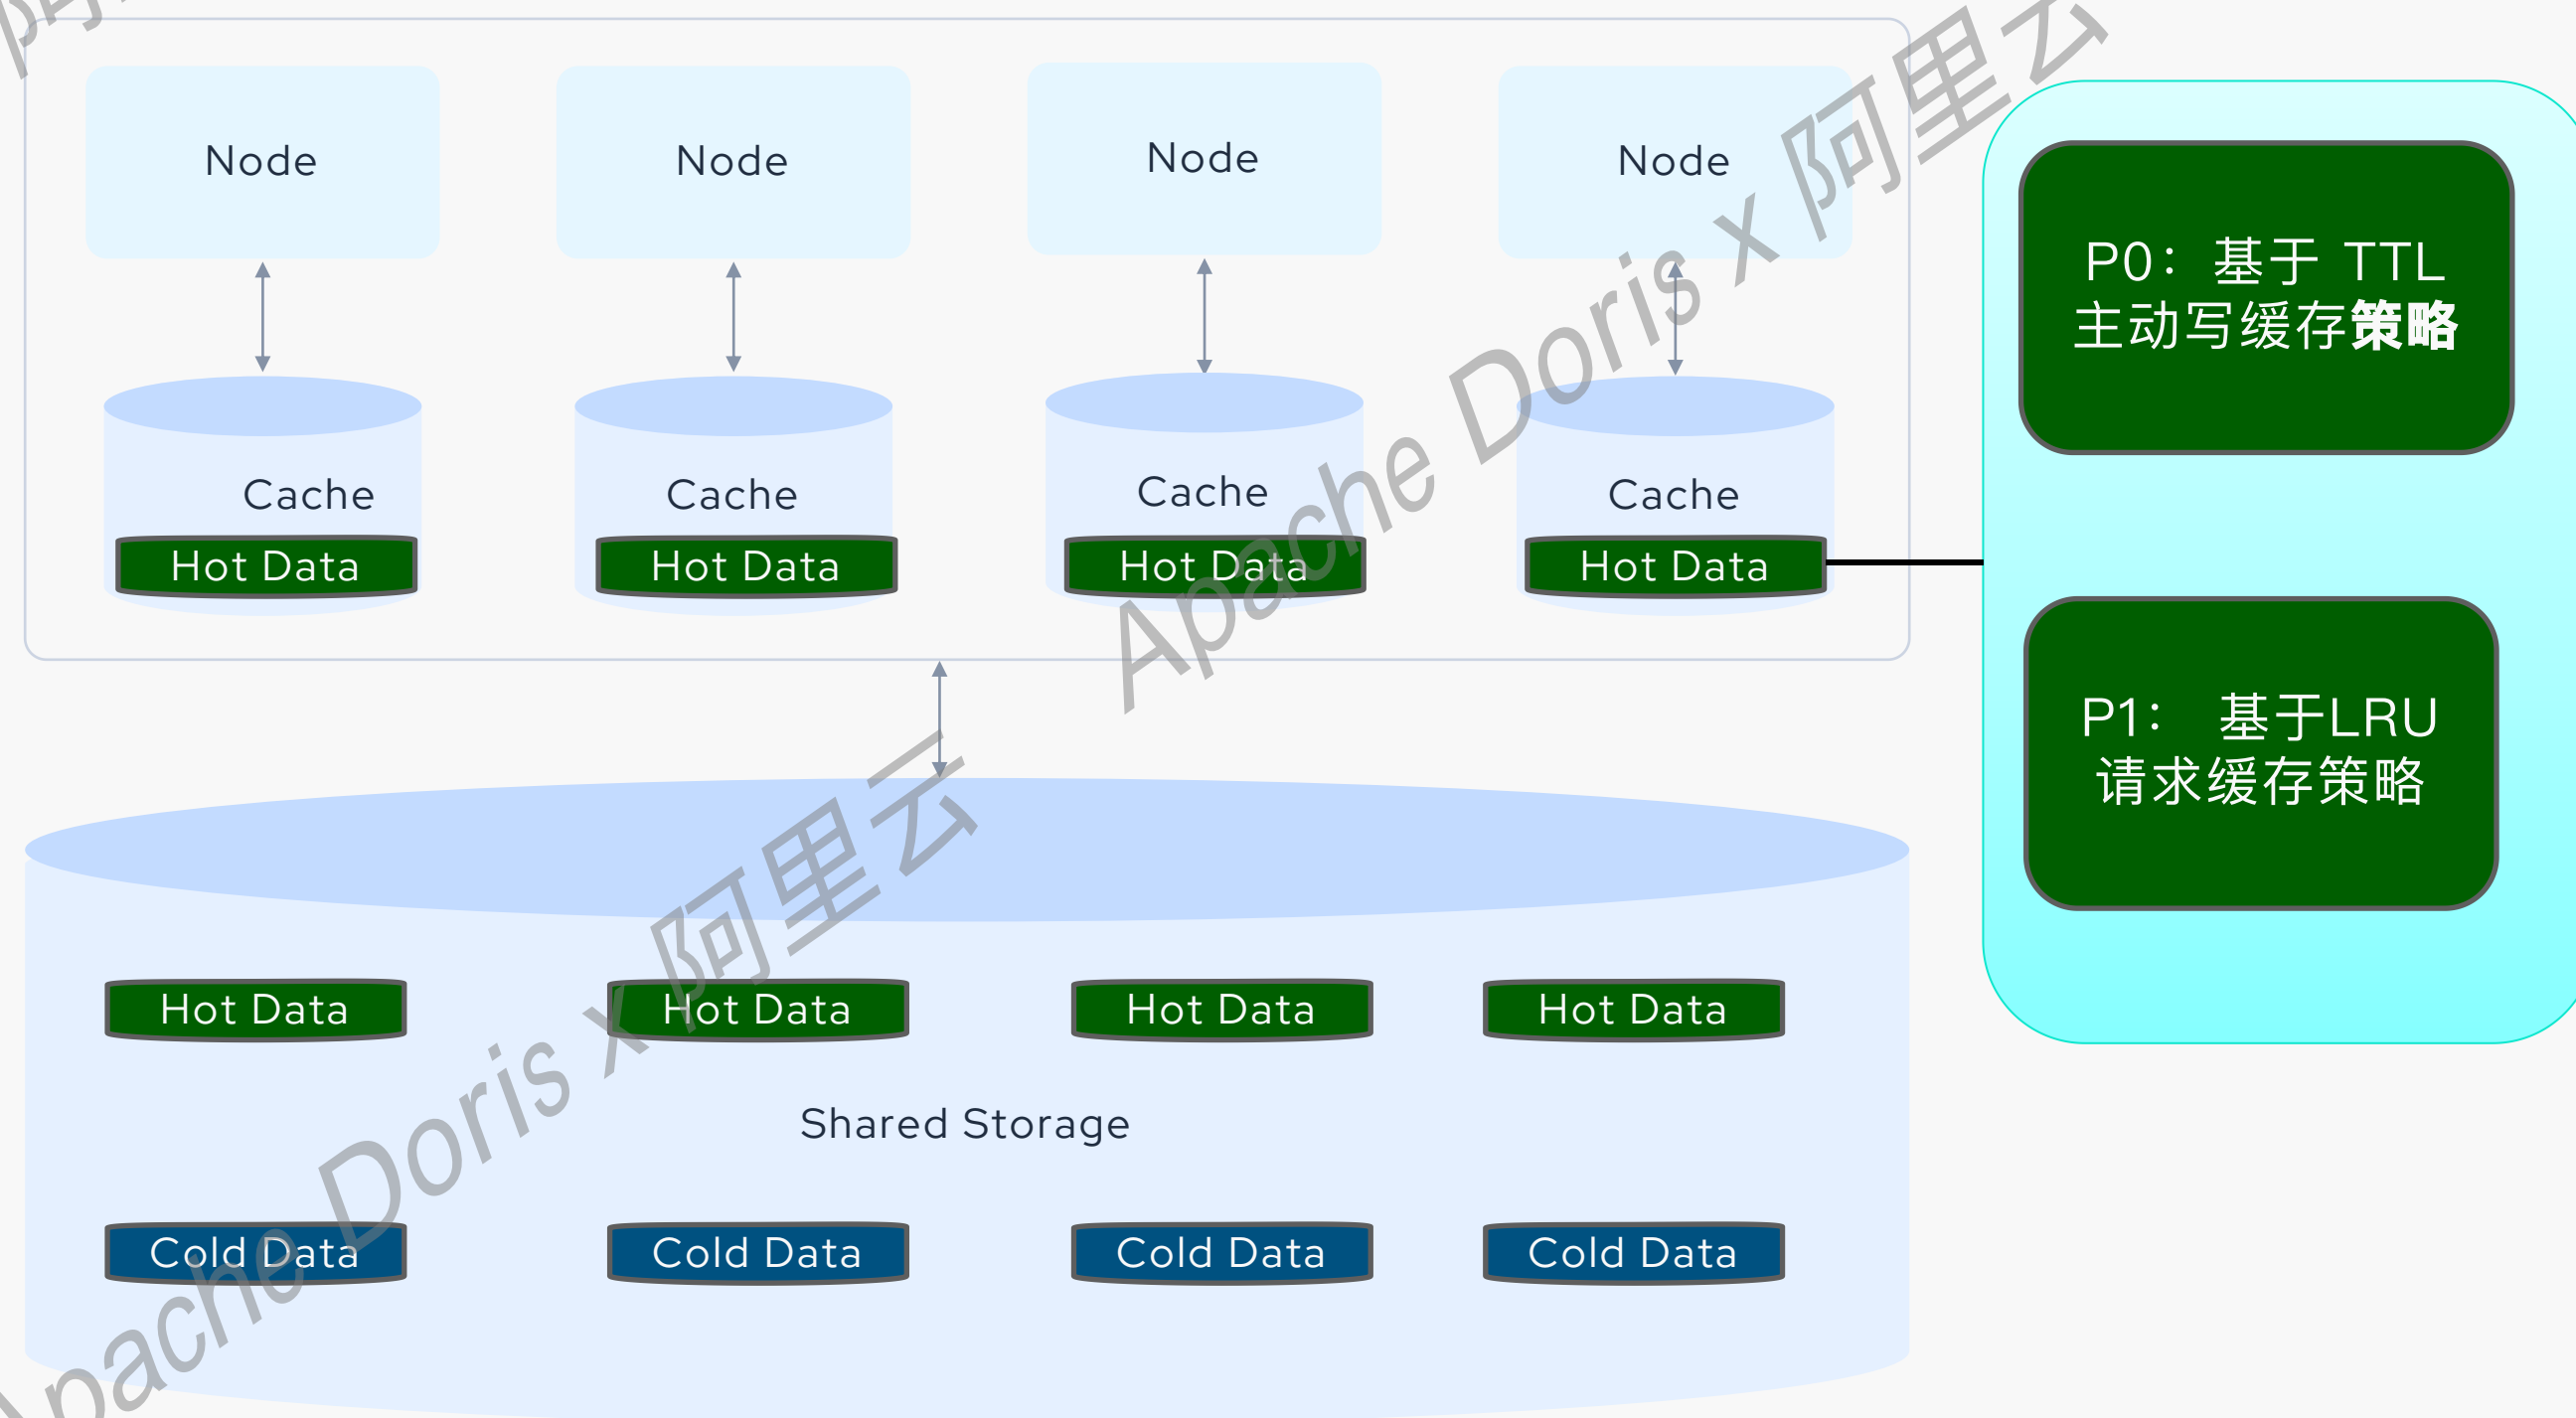 Node
Node
Node
Node
Cache
Cache
Cache
Cache
Hot Data
Hot Data
Hot Data
Hot Data
P0：基于 TTL
主动写缓存策略
P1： 基于LRU
请求缓存策略
Hot Data
Hot Data
Hot Data
Hot Data
Shared Storage
Cold Data
Cold Data
Cold Data
Cold Data
Apache Doris x 阿里云
Apache Doris x 阿里云
阿